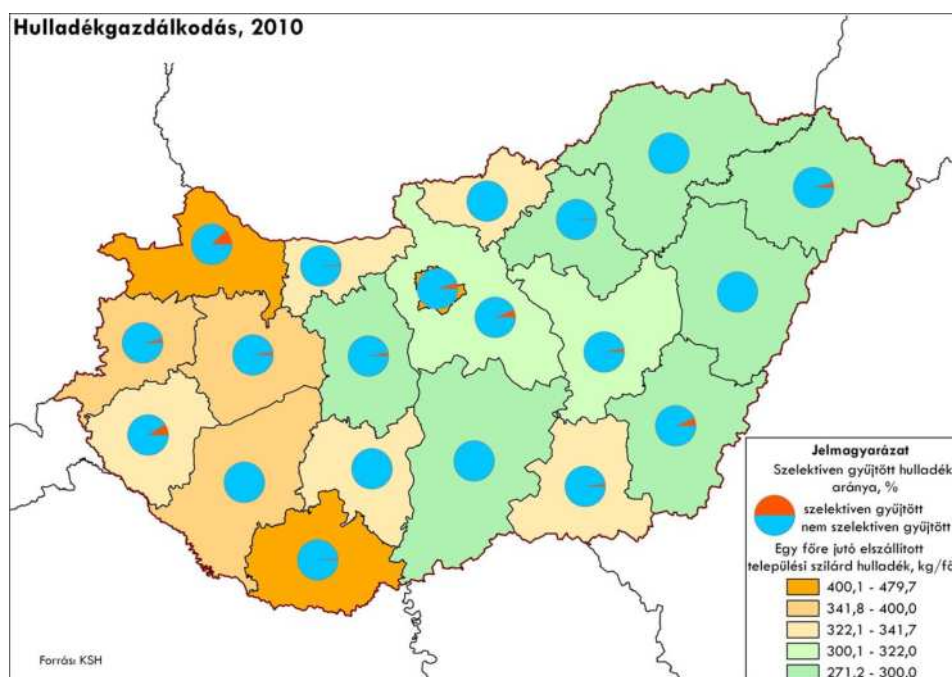 Hulladékgazdálkodás, 2010
Jelmagyarázat
Szelektíven gyűjtött hulladék
aránya, %
szelektíven gyűjtött
nem szelektíven gyűjtött
Egy főre jutó elszállított
települési szilárd hulladék, kg/fő
400,1 - 479,7
341,8 - 400,0
322,1 - 341,7
300,1 - 322,0
271,2 - 300,0
Forrás: KSH